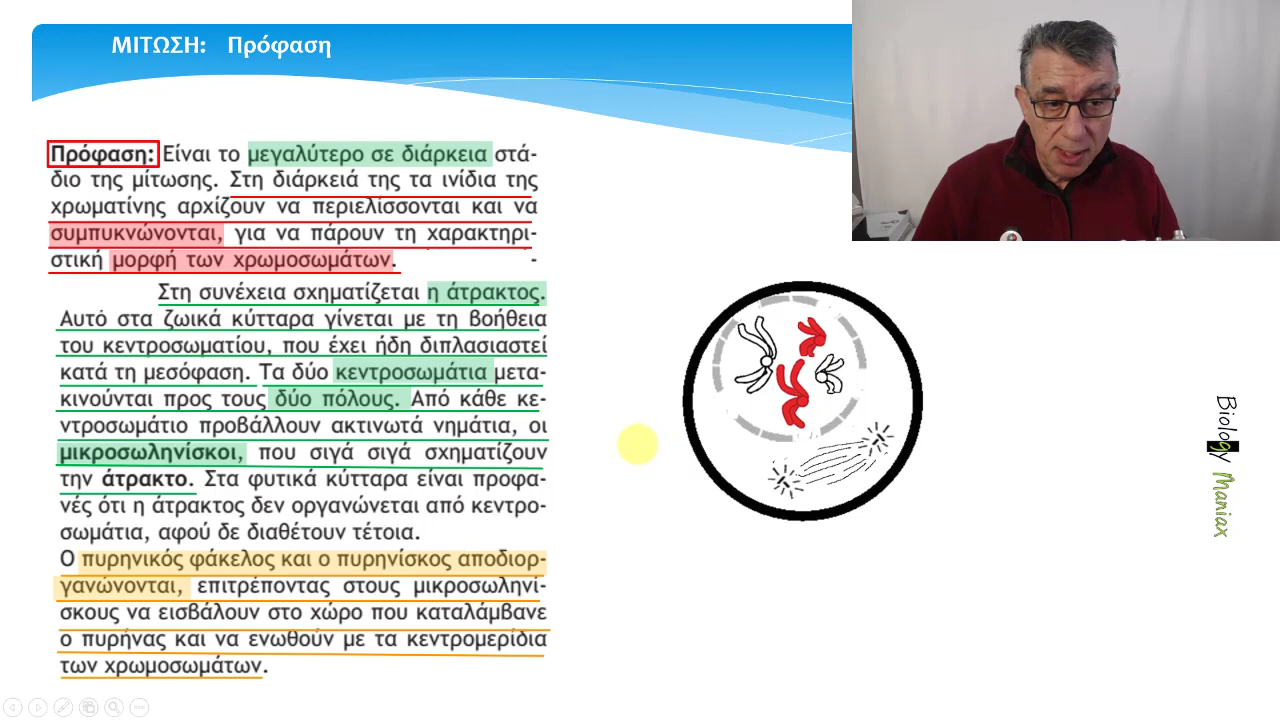 ΜΙΤΩΣΗ: Πρόφαση
Πρόφαση: Είναι το μεγαλύτερο σε διάρκεια στά-
διο της μίτωσης. Στη διάρκειά της τα ινίδια της
χρωματίνης αρχίζουν να περιελίσσονται και να
συμπυκνώνονται, για να πάρουν τη χαρακτηρι-
στική μορφή των χρωμοσωμάτων. -
Στη συνέχεια σχηματίζεται η άτρακτος.
Αυτό στα ζωικά κύτταρα γίνεται με τη βοήθεια
του κεντροσωματίου, που έχει ήδη διπλασιαστεί
κατά τη μεσόφαση. Τα δύο κεντροσωμάτια μετα-
κινούνται προς τους δύο πόλους. Από κάθε κε-
ντροσωμάτιο προβάλλουν ακτινωτά νημάτια, οι
μικροσωληνίσκοι, που σιγά σιγά σχηματίζουν
την άτρακτο. Στα φυτικά κύτταρα είναι προφα-
νές ότι η άτρακτος δεν οργανώνεται από κεντρο-
σωμάτια, αφού δε διαθέτουν τέτοια.
Ο πυρηνικός φάκελος και ο πυρηνίσκος αποδιορ-
γανώνονται, επιτρέποντας στους μικροσωληνί-
σκους να εισβάλουν στο χώρο που καταλάμβανε
ο πυρήνας και να ενωθούν με τα κεντρομερίδια
των χρωμοσωμάτων.
Biology Maniax